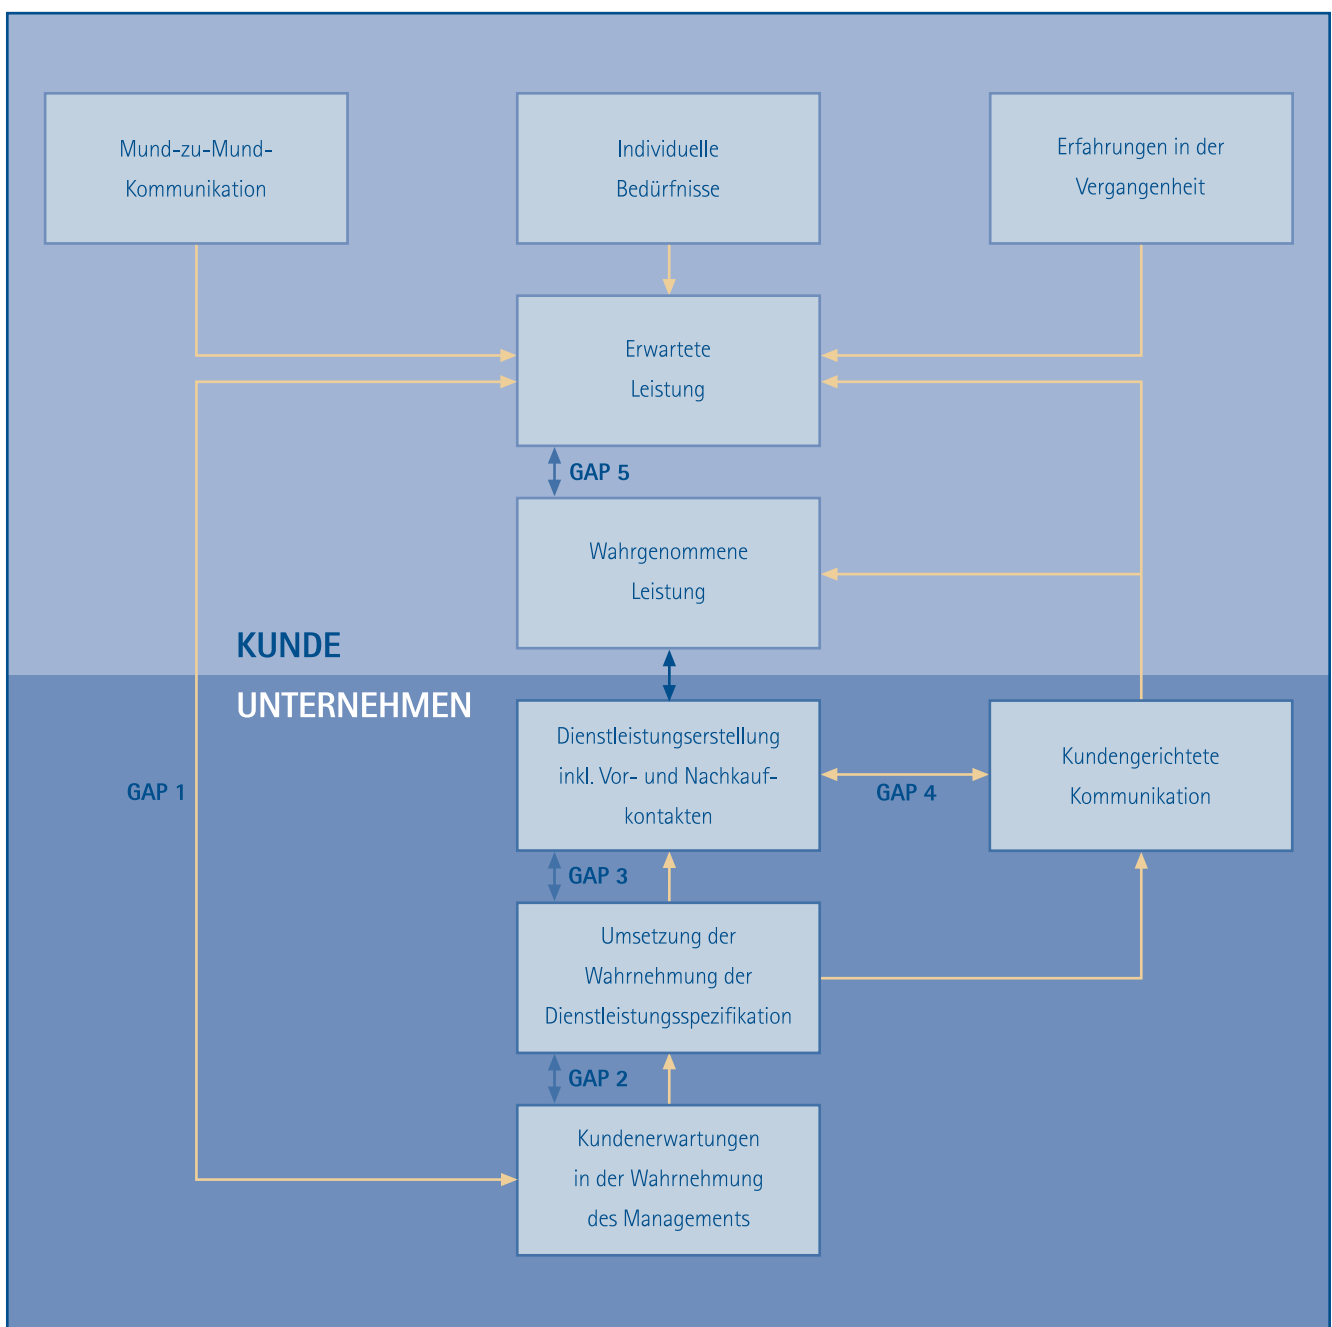 Mund-zu-Mund-
Kommunikation
Individuelle
Bedürfnisse
Erfahrungen in der
Vergangenheit
Erwartete
Leistung
GAP 5
Wahrgenommene
Leistung
KUNDE
UNTERNEHMEN
GAP 1
Dienstleistungserstellung
inkl. Vor- und Nachkauf-
kontakten
GAP 4
Kundengerichtete
Kommunikation
GAP 3
Umsetzung der
Wahrnehmung der
Dienstleistungsspezifikation
GAP 2
Kundenerwartungen
in der Wahrnehmung
des Managements